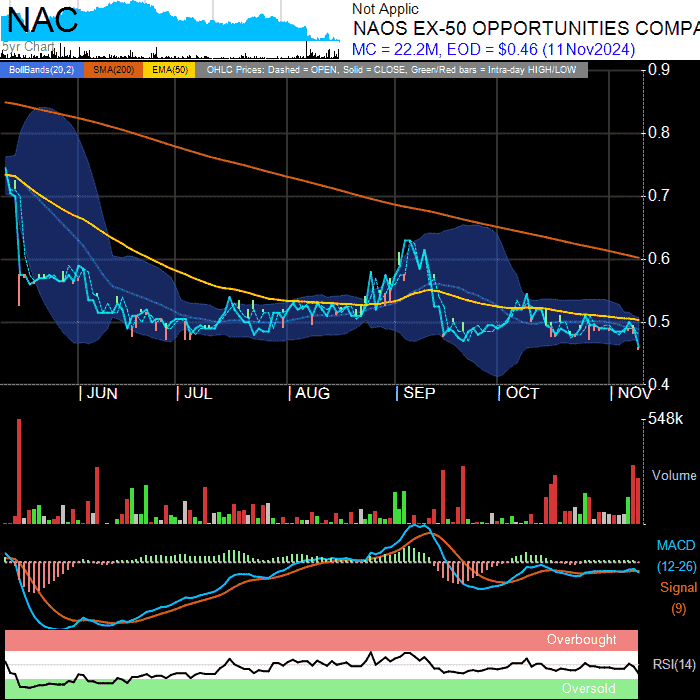 NAC
5yr Chart
Not Applic
NAOS EX-50 OPPORTUNITIES COMPA
MC = 22.2M, EOD = $0.46 (11Nov2024)
BollBands(20,2) SMA(200) EMA(50) OHLC Prices: Dashed = OPEN, Solid = CLOSE, Green/Red bars = Intra-day HIGH/LOW
0.9
0.8
0.7
0.6
0.5
0.4
JUN JUL AUG SEP OCT NOV
548k
Volume
MACD
(12-26)
Signal
(9)
Overbought
RSI(14)
Oversold